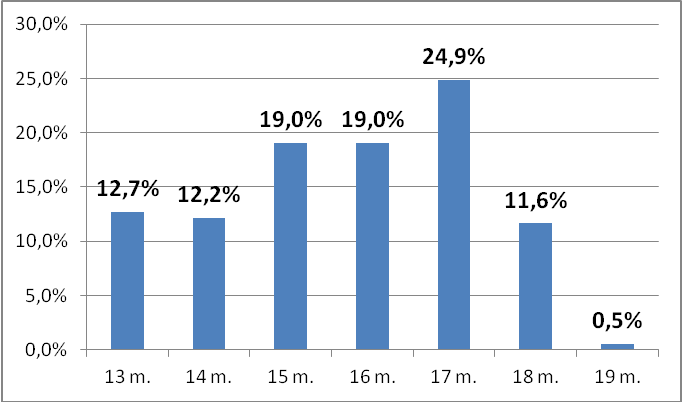 30,0%
25,0%
20,0%
15,0%
10,0%
5,0%
0,0%
12,7%
12,2%
19,0%
19,0%
24,9%
11,6%
0,5%
13 m.
14 m.
15 m.
16 m.
17 m.
18 m.
19 m.